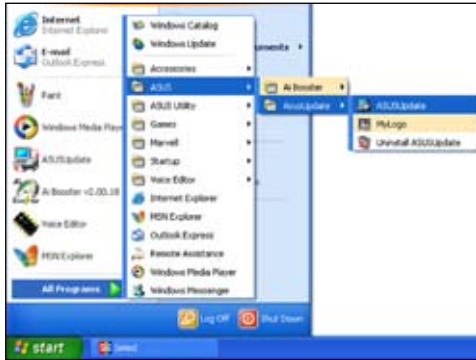 Internet
Internet Explorer
E-mail
Outlook Express
Paint
Windows Media Player
ASUSUpdate
Ai Booster v2.00.18
Voice Editor
MSN Explorer
All Programs
Windows Catalog
Windows Update
Accessories
ASUS
ASUS Utility
Games
Marvell
Startup
Voice Editor
Internet Explorer
MSN Explorer
Outlook Express
Remote Assistance
Windows Media Player
Windows Messenger
uments
Ai Booster
AsusUpdate
ASUSUpdate
MyLogo
Uninstall ASUSUpdate
Log Off
Shut Down
start